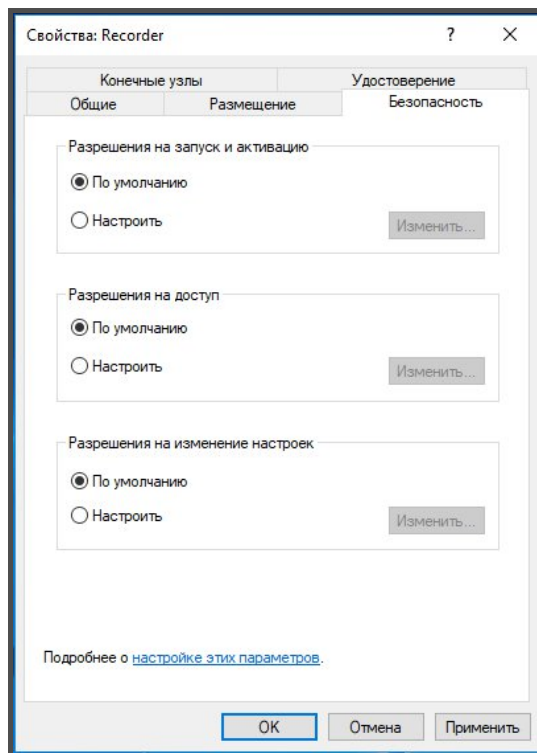 Свойства: Recorder
Конечные узлы
Удостоверение
Общие
Размещение
Безопасность
Разрешения на запуск и активацию
По умолчанию
Настроить
Изменить...
Разрешения на доступ
По умолчанию
Настроить
Изменить...
Разрешения на изменение настроек
По умолчанию
Настроить
Изменить...
Подробнее о настройке этих параметров.
OK
Отмена
Применить